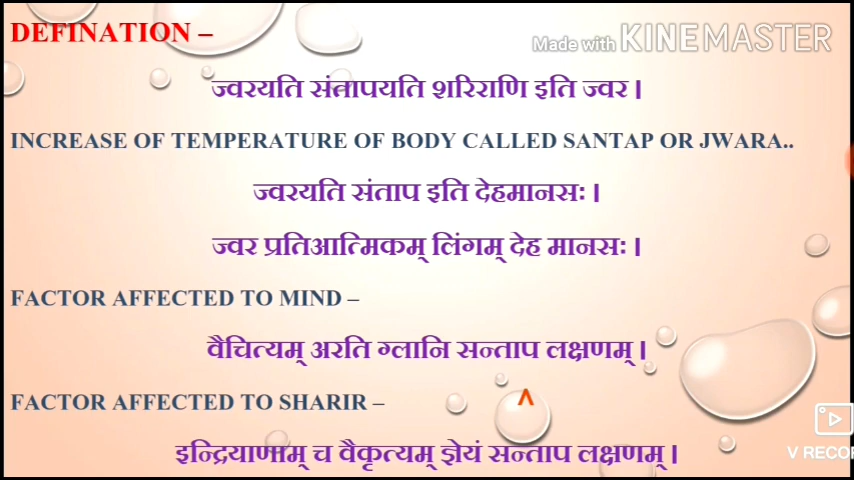 DEFINATION –
Made with KINEMASTER
ज्वरयति संतापयति शरिराणि इति ज्वर।
INCREASE OF TEMPERATURE OF BODY CALLED SANTAP OR JWARA..
ज्वरयति संताप इति देहमानसः।
ज्वर प्रतिआत्मिकम् लिंगम् देह मानसः।
FACTOR AFFECTED TO MIND –
वैचित्यम् अरति ग्लानि सन्ताप लक्षणम्।
FACTOR AFFECTED TO SHARIR –
^
इन्द्रियाणाम् च वैकृत्यम् ज्ञेयं सन्ताप लक्षणम्।